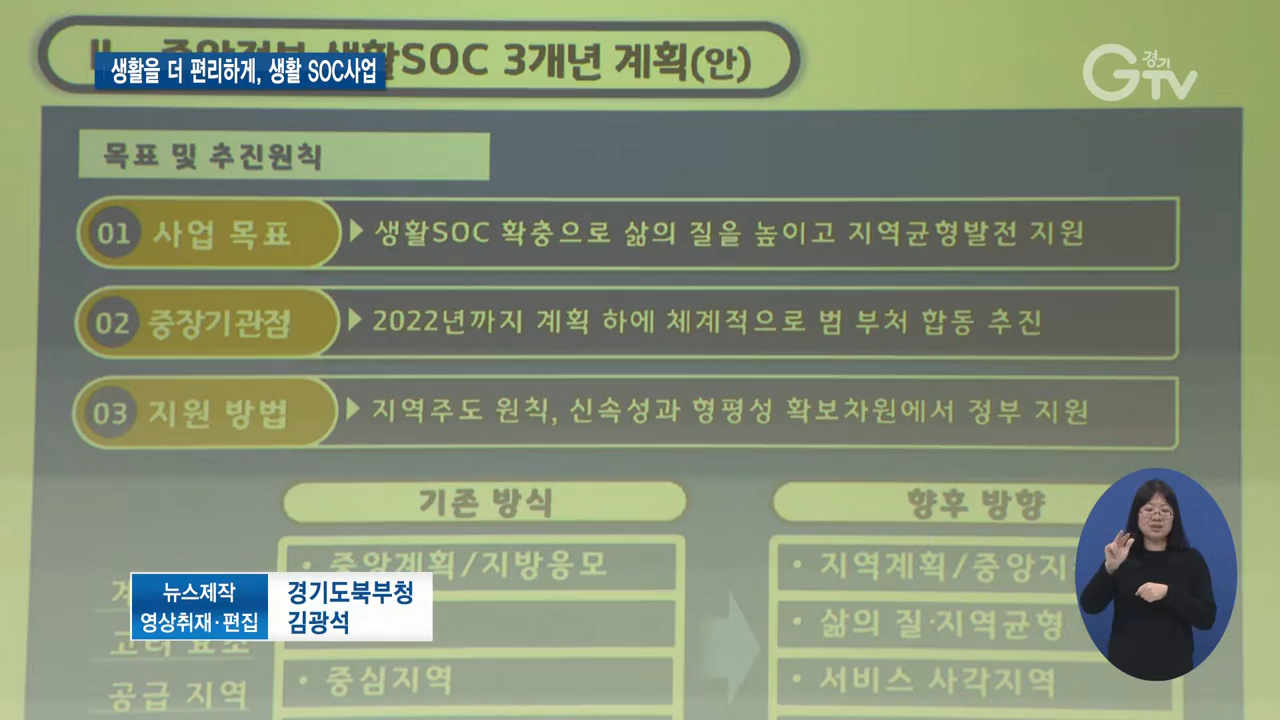 중앙정부 생활SOC 3개년 계획(안)
생활을 더 편리하게, 생활 SOC사업
경기
GTV
목표 및 추진원칙
01 사업 목표 ▶ 생활SOC 확충으로 삶의 질을 높이고 지역균형발전 지원
02 중장기관점 ▶ 2022년까지 계획 하에 체계적으로 범 부처 합동 추진
03 지원 방법 ▶ 지역주도 원칙, 신속성과 형평성 확보차원에서 정부 지원
기존 방식
향후 방향
• 중앙계획/지방응모
• 지역계획/중앙지
고려 요소
• 삶의 질·지역균형
공급 지역
• 중심지역
• 서비스 사각지역
뉴스제작 경기도북부청
영상취재·편집 김광석